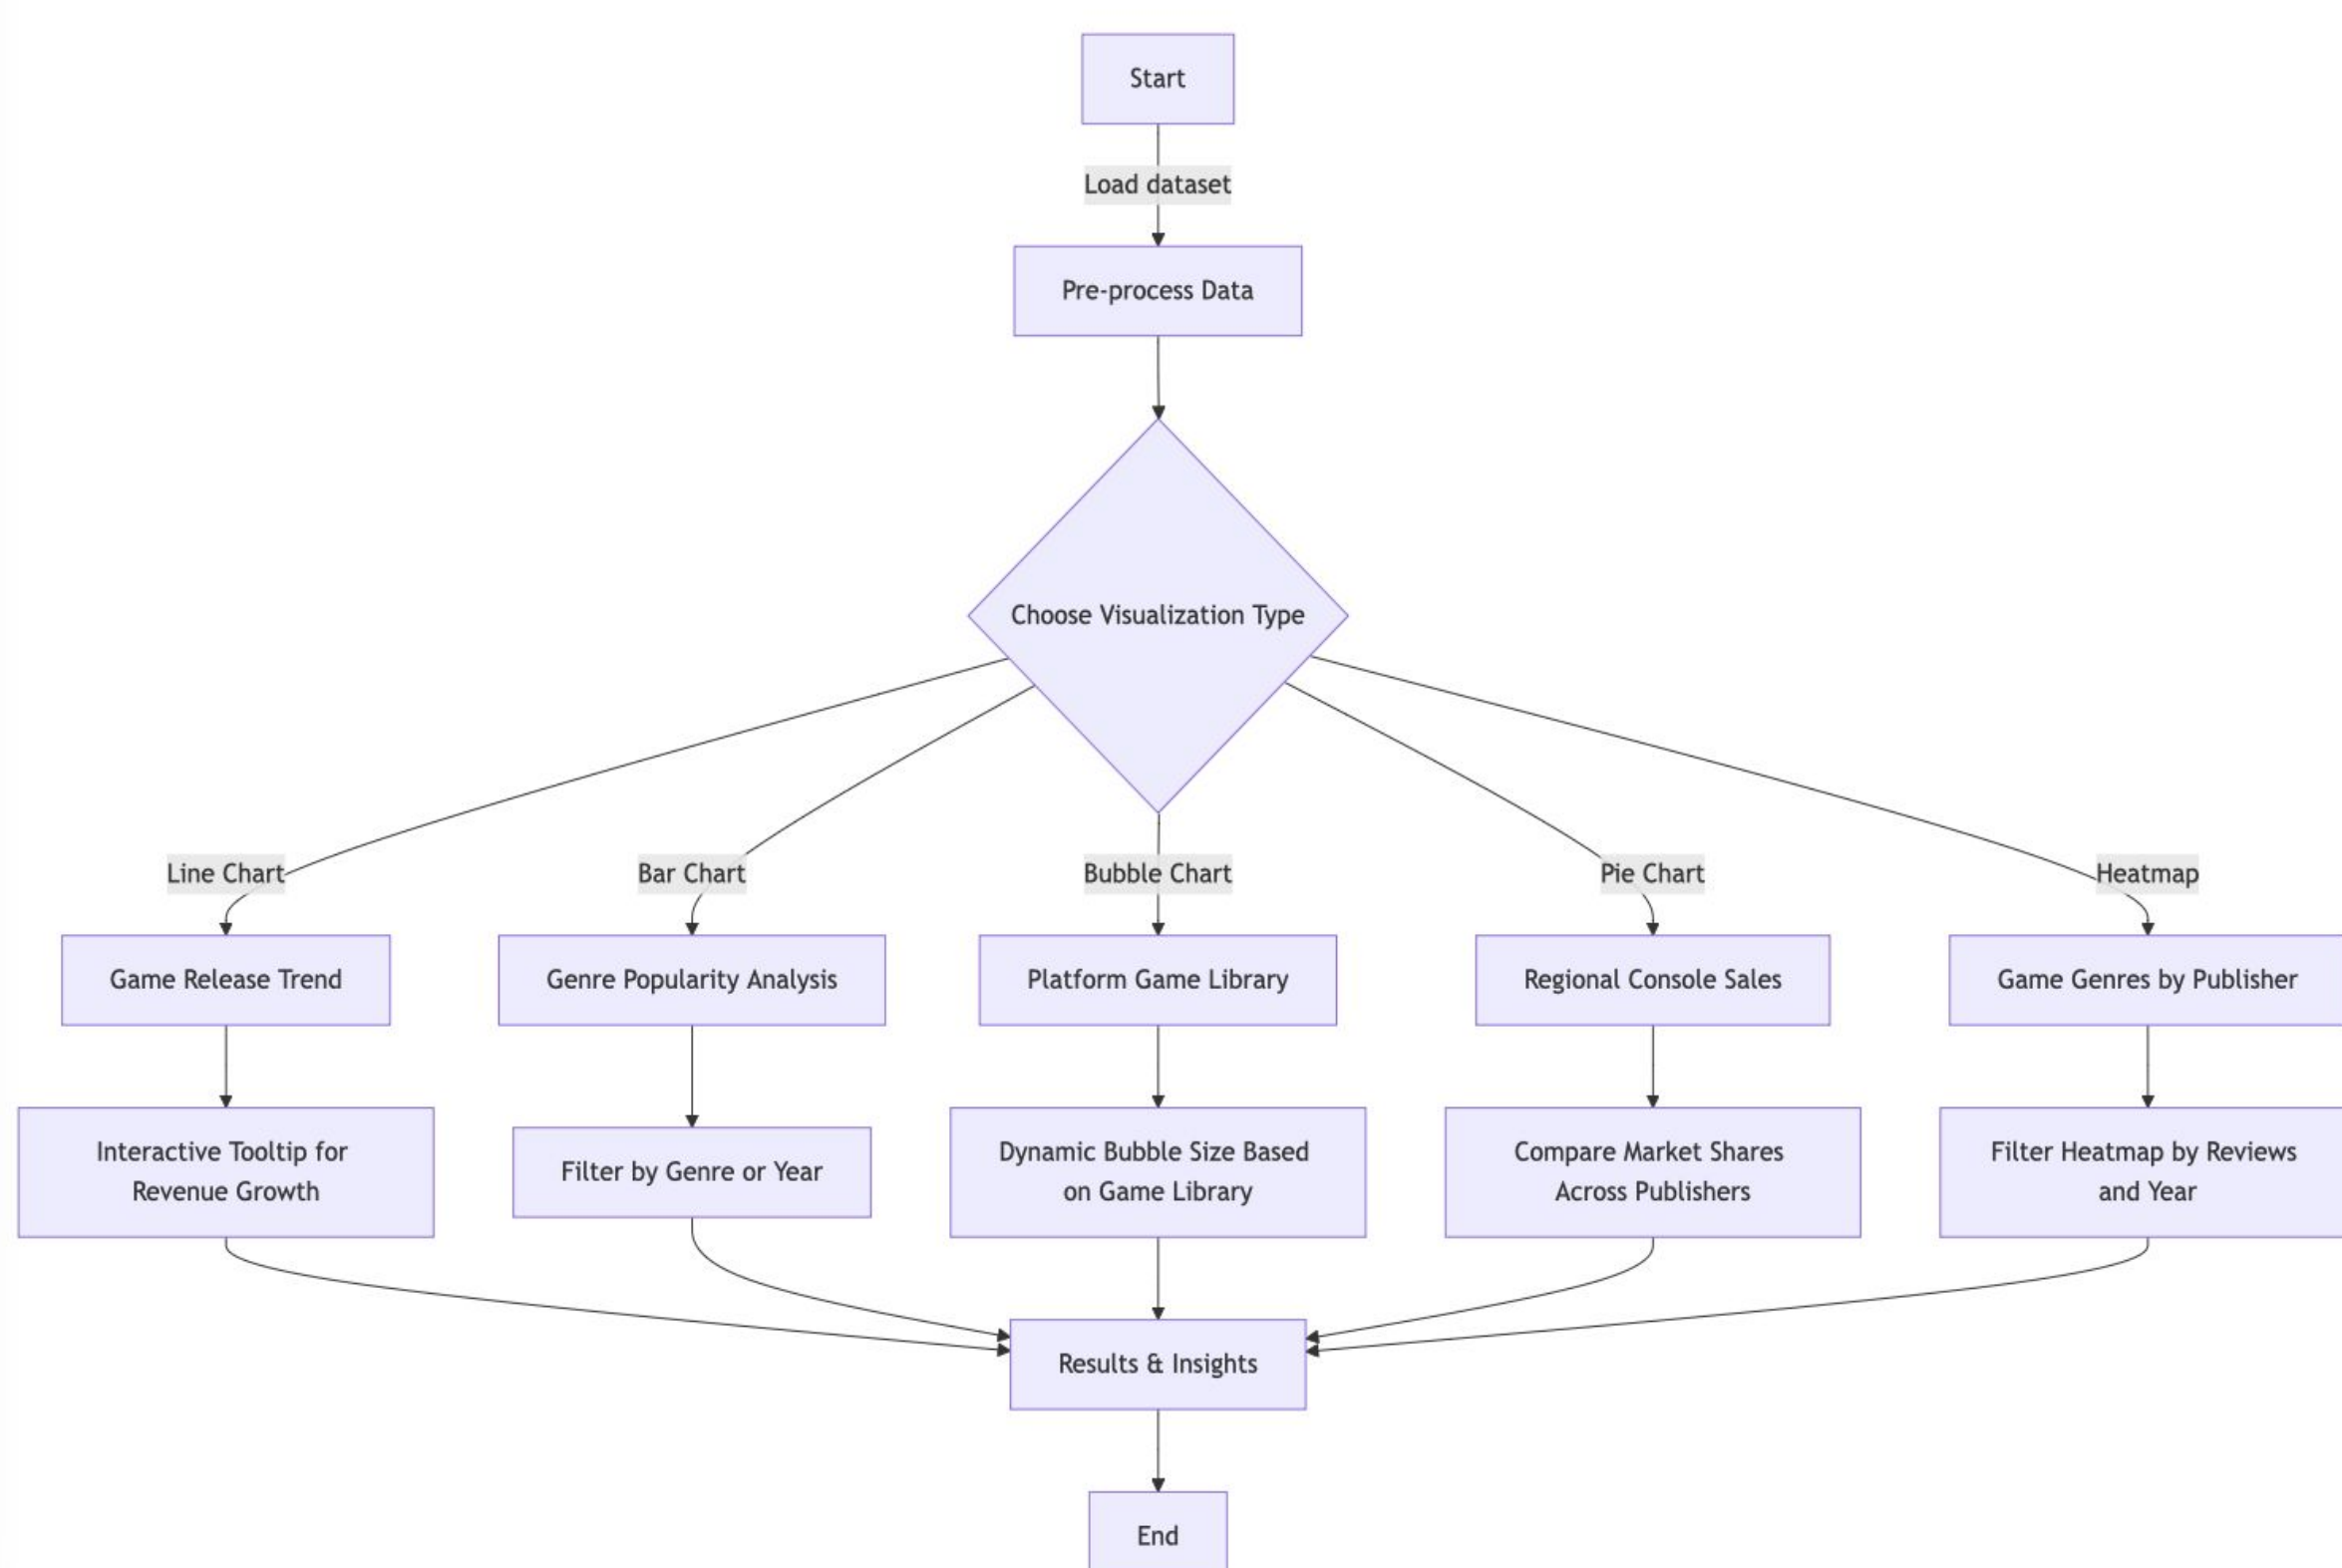 Start
Load dataset
Pre-process Data
Choose Visualization Type
Line Chart
Bar Chart
Bubble Chart
Pie Chart
Heatmap
Game Release Trend
Genre Popularity Analysis
Platform Game Library
Regional Console Sales
Game Genres by Publisher
Interactive Tooltip for
Revenue Growth
Filter by Genre or Year
Dynamic Bubble Size Based
on Game Library
Compare Market Shares
Across Publishers
Filter Heatmap by Reviews
and Year
Results & Insights
End